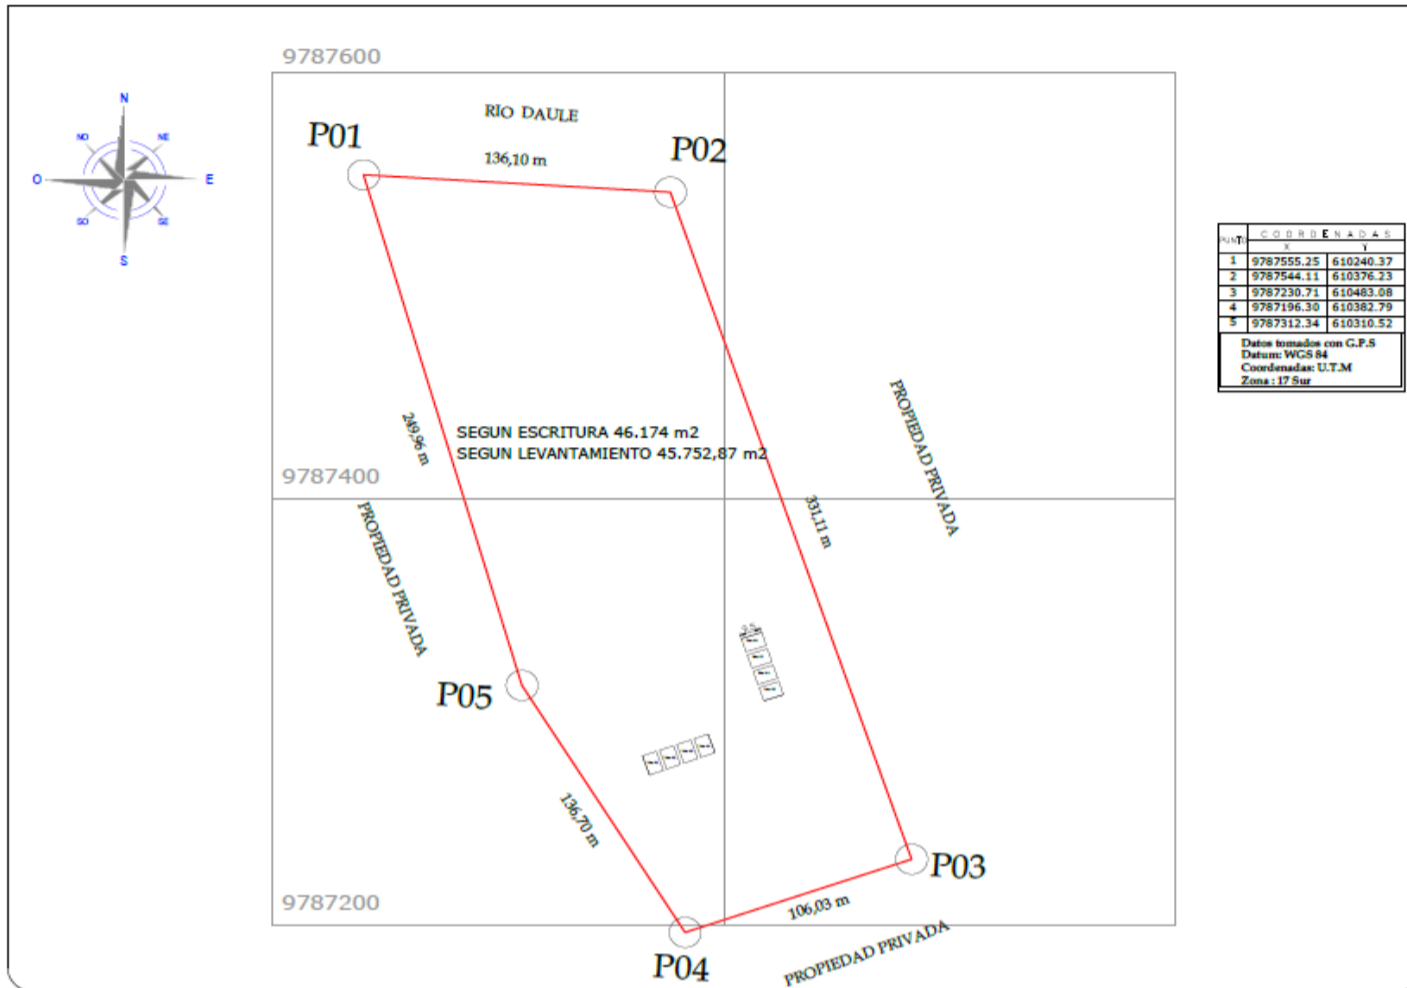 9787600
N
NO
NE
O
E
SO
SE
S
RIO DAULE
P01
136,10 m
P02
PUNTO
COORDENADAS
X
Y
1 9787555.25 610240.37
2 9787544.11 610376.23
3 9787230.71 610483.08
4 9787196.30 610382.79
5 9787312.34 610310.52
Datos tomados con G.P.S
Datum: WGS 84
Coordenadas: U.T.M
Zona : 17 Sur
249,96 m
SEGUN ESCRITURA 46.174 m2
SEGUN LEVANTAMIENTO 45.752,87 m2
PROPIEDAD PRIVADA
9787400
331,11 m
PROPIEDAD PRIVADA
P05
136,70 m
P03
9787200
106,03 m
P04
PROPIEDAD PRIVADA